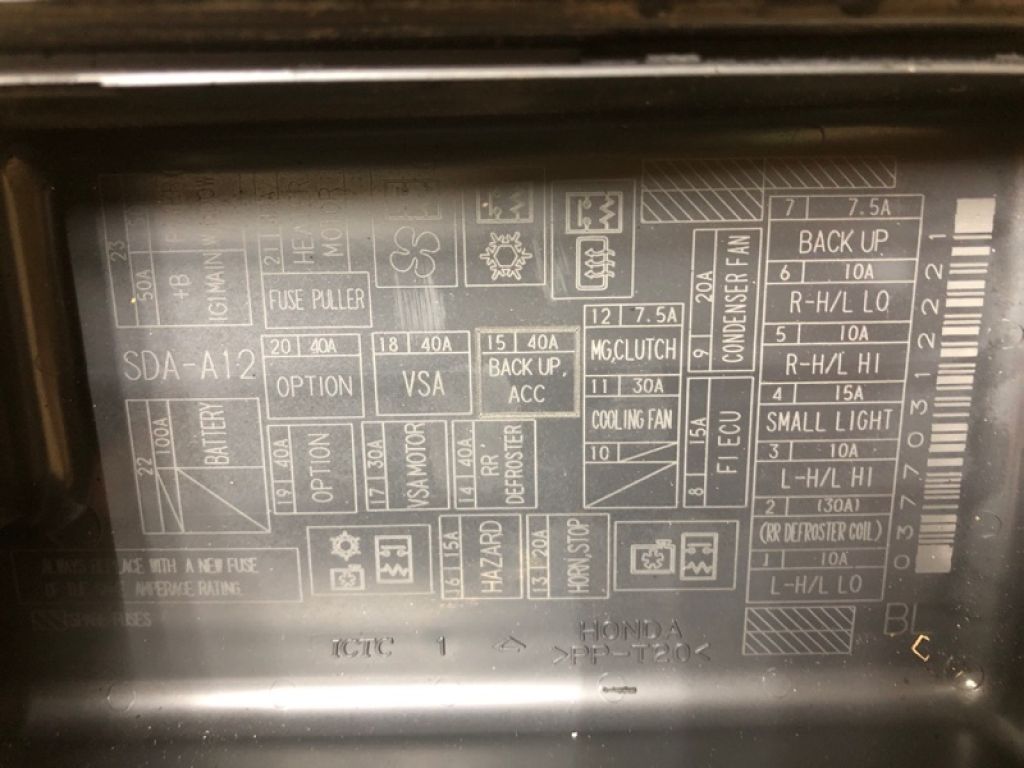 23
50A
+B
IGI MAIN
21
HEATER
MOTOR
FUSE PULLER
SDA-A12
20 40A
OPTION
18 40A
VSA
15 40A
BACK UP,
ACC
22 100A
BATTERY
19 40A
OPTION
17 30A
VSA MOTOR
14 40A
RR
DEFROSTER
16 15A
HAZARD
13 20A
HORN,STOP
12 7.5A
MG,CLUTCH
11 30A
COOLING FAN
10
9 20A
CONDENSER FAN
8 15A
FI ECU
7 7.5A
BACK UP
6 10A
R-H/L LO
5 10A
R-H/L HI
4 15A
SMALL LIGHT
3 10A
L-H/L HI
2 (30A)
(RR DEFROSTER COIL)
1 10A
L-H/L LO
03770312221
ALWAYS REPLACE WITH A NEW FUSE
OF THE SAME AMPERAGE RATING.
SPARE FUSES
ICTC 1
HONDA
>PP-T20<
BI